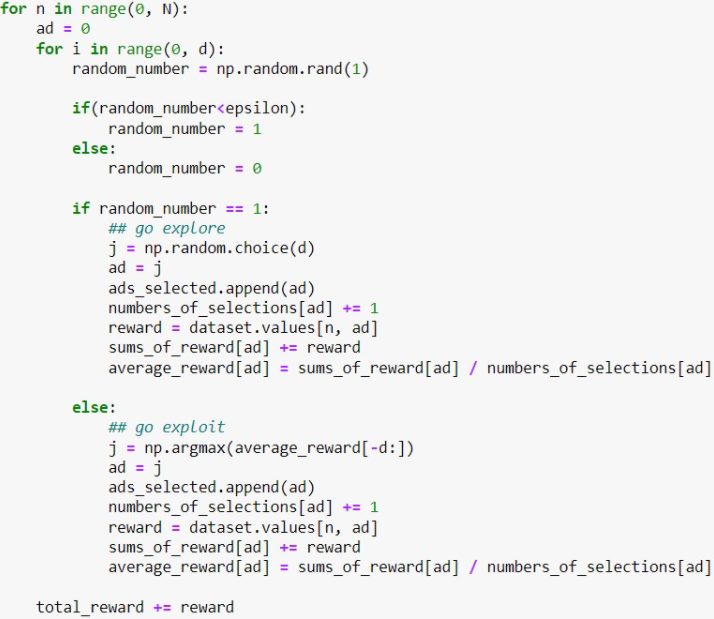 for n in range(0, N):
    ad = 0
    for i in range(0, d):
        random_number = np.random.rand(1)

        if(random_number<epsilon):
            random_number = 1
        else:
            random_number = 0

        if random_number == 1:
            ## go explore
            j = np.random.choice(d)
            ad = j
            ads_selected.append(ad)
            numbers_of_selections[ad] += 1
            reward = dataset.values[n, ad]
            sums_of_reward[ad] += reward
            average_reward[ad] = sums_of_reward[ad] / numbers_of_selections[ad]

        else:
            ## go exploit
            j = np.argmax(average_reward[-d:])
            ad = j
            ads_selected.append(ad)
            numbers_of_selections[ad] += 1
            reward = dataset.values[n, ad]
            sums_of_reward[ad] += reward
            average_reward[ad] = sums_of_reward[ad] / numbers_of_selections[ad]

    total_reward += reward